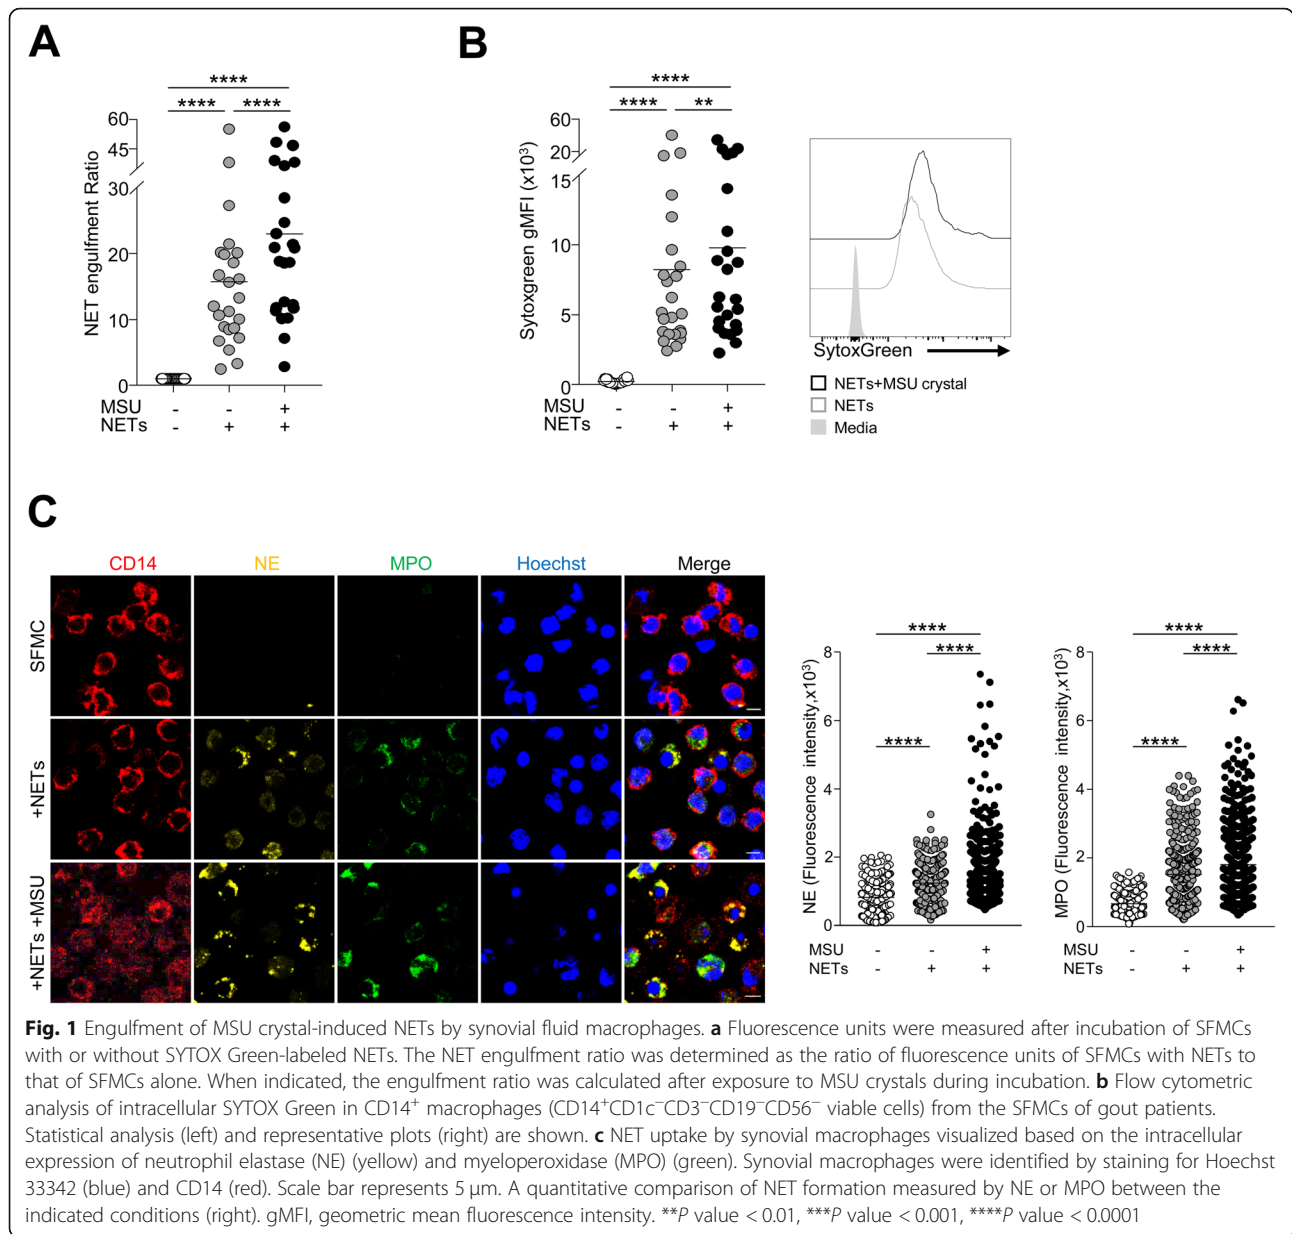 A
****
**** ****
NET engulfment Ratio
60
45
30
20
10
0
MSU - - +
NETs - + +
B
****
**** **
Sytoxgreen gMFI (x10³)
60
20
15
10
5
0
MSU - - +
NETs - + +
SytoxGreen
NETs+MSU crystal
NETs
Media
C
CD14 NE MPO Hoechst Merge
SFMC
+NETs
+NETs +MSU
****
****
****
NE (Fluorescence intensity,x10³)
8
6
4
2
0
MSU - - +
NETs - + +
****
****
****
MPO (Fluorescence intensity,x10³)
8
6
4
2
0
MSU - - +
NETs - + +
Fig. 1 Engulfment of MSU crystal-induced NETs by synovial fluid macrophages. a Fluorescence units were measured after incubation of SFMCs
with or without SYTOX Green-labeled NETs. The NET engulfment ratio was determined as the ratio of fluorescence units of SFMCs with NETs to
that of SFMCs alone. When indicated, the engulfment ratio was calculated after exposure to MSU crystals during incubation. b Flow cytometric
analysis of intracellular SYTOX Green in CD14⁺ macrophages (CD14⁺CD1c⁻CD3⁻CD19⁻CD56⁻ viable cells) from the SFMCs of gout patients.
Statistical analysis (left) and representative plots (right) are shown. c NET uptake by synovial macrophages visualized based on the intracellular
expression of neutrophil elastase (NE) (yellow) and myeloperoxidase (MPO) (green). Synovial macrophages were identified by staining for Hoechst
33342 (blue) and CD14 (red). Scale bar represents 5 μm. A quantitative comparison of NET formation measured by NE or MPO between the
indicated conditions (right). gMFI, geometric mean fluorescence intensity. **P value < 0.01, ***P value < 0.001, ****P value < 0.0001